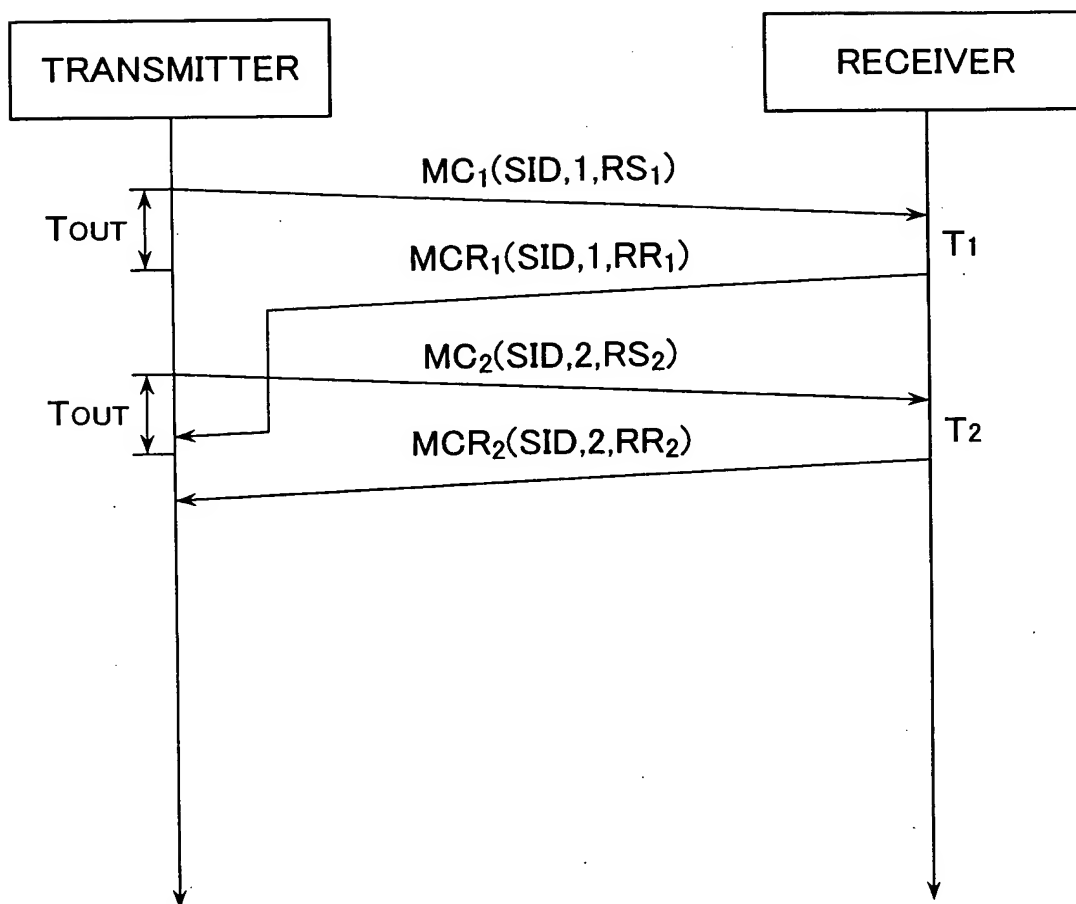 TRANSMITTER
RECEIVER
MC₁(SID,1,RS₁)
TOUT
T₁
MCR₁(SID,1,RR₁)
MC₂(SID,2,RS₂)
TOUT
T₂
MCR₂(SID,2,RR₂)